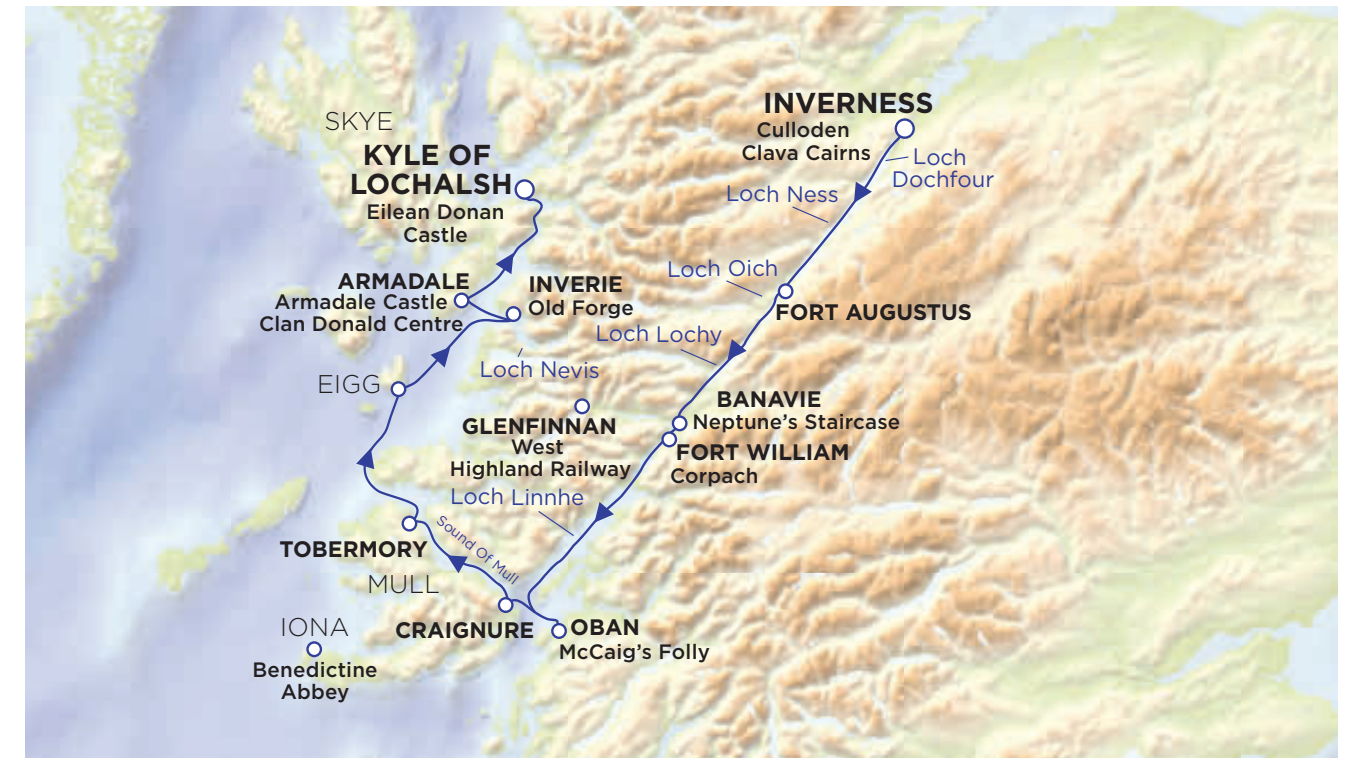 INVERNESS
Culloden
Clava Cairns
Loch
Dochfour
SKYE
KYLE OF
LOCHALSH
Eilean Donan
Castle
Loch Ness
Loch Oich
FORT AUGUSTUS
ARMADALE
Armadale Castle
Clan Donald Centre
INVERIE
Old Forge
Loch Lochy
Loch Nevis
EIGG
BANAVIE
Neptune's Staircase
GLENFINNAN
West
Highland Railway
FORT WILLIAM
Corpach
Loch Linnhe
Sound Of Mull
TOBERMORY
MULL
CRAIGNURE
OBAN
McCaig's Folly
IONA
Benedictine
Abbey